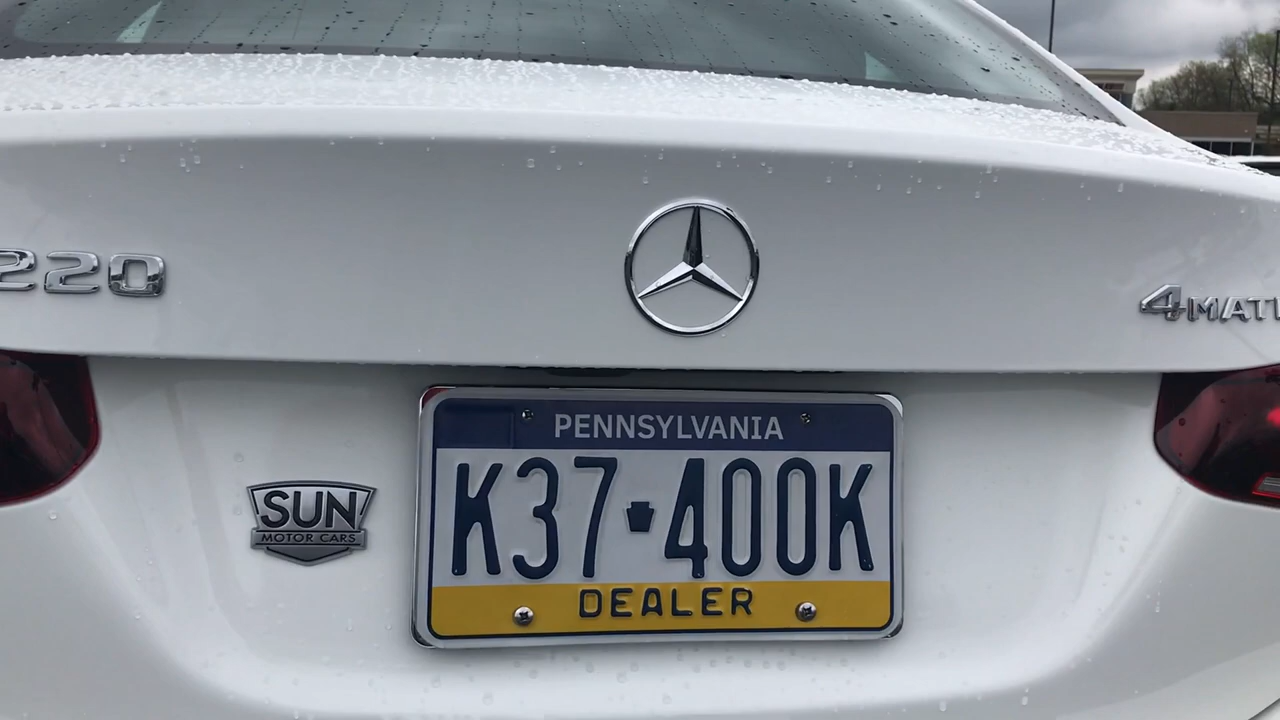 220
4MATI
PENNSYLVANIA
K37-400K
DEALER
SUN
MOTOR CARS